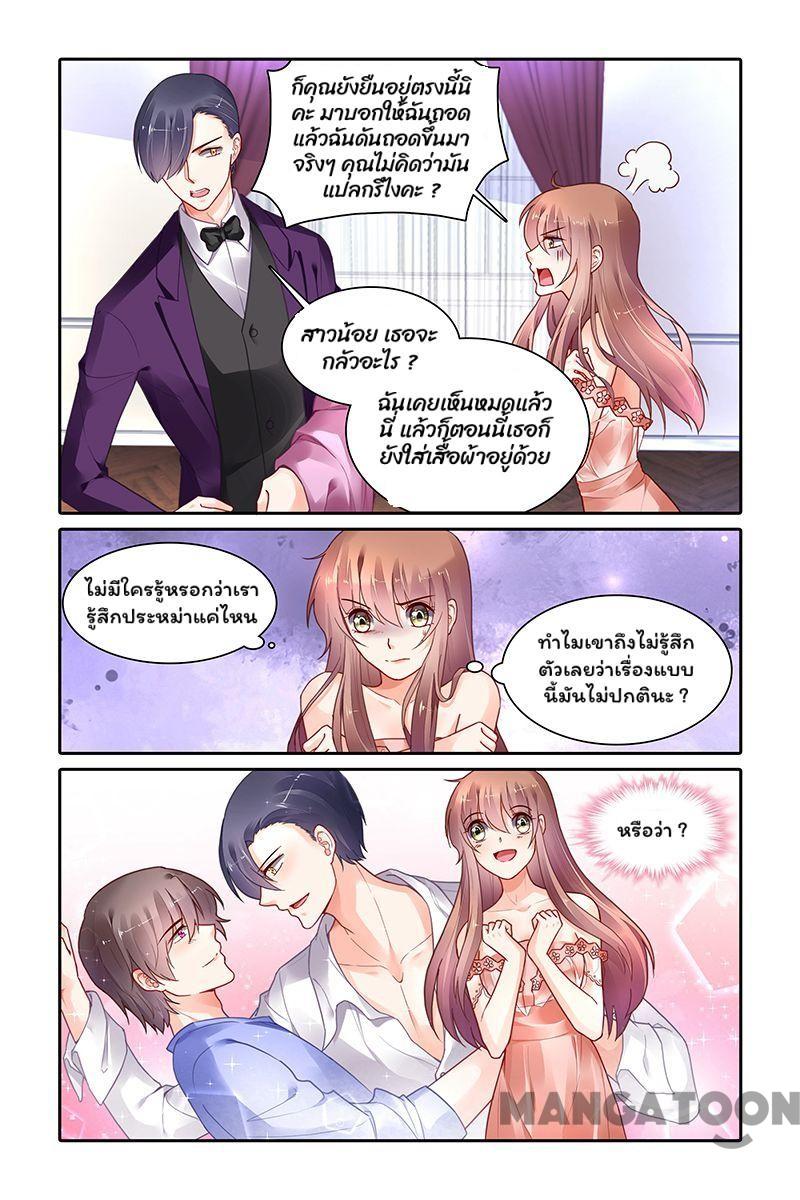 ก็คุณยังยืนอยู่ตรงนี้นิ
คะ มาบอกให้ฉันถอด
แล้วฉันดันถอดขึ้นมา
จริงๆ คุณไม่คิดว่ามัน
แปลกรึไงคะ ?
สาวน้อย เธอจะ
กลัวอะไร ?
ฉันเคยเห็นหมดแล้ว
นี่ แล้วก็ตอนนี้เธอก็
ยังใส่เสื้อผ้าอยู่ด้วย
ไม่มีใครรู้หรอกว่าเรา
รู้สึกประหม่าแค่ไหน
ทำไมเขาถึงไม่รู้สึก
ตัวเลยว่าเรื่องแบบ
นี้มันไม่ปกตินะ ?
หรือว่า ?
MANGATOON